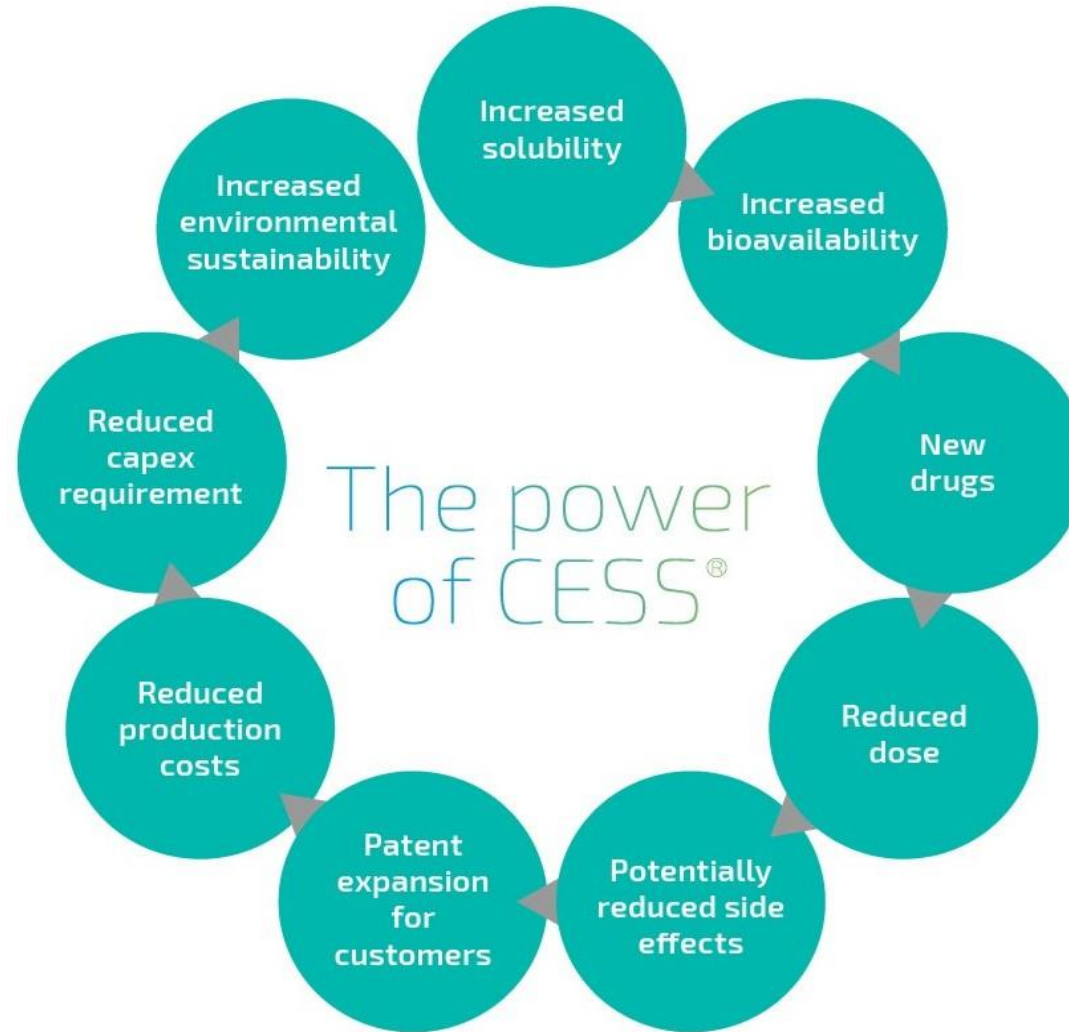 Increased
solubility
Increased
bioavailability
New
drugs
Reduced
dose
Potentially
reduced side
effects
Patent
expansion
for
customers
Reduced
production
costs
Reduced
capex
requirement
Increased
environmental
sustainability
The power
of CESS®